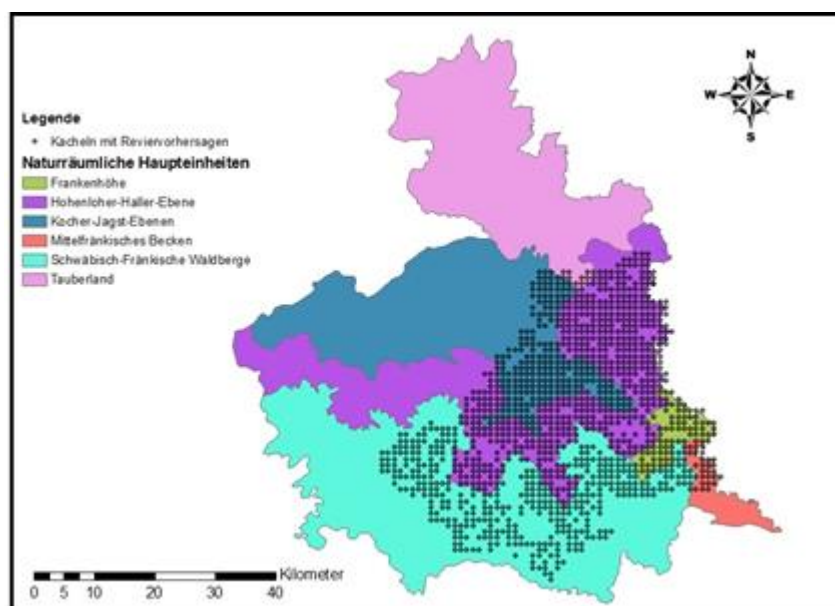 N
W E
S
Legende
Kacheln mit Reviervorhersagen
Naturräumliche Haupteinheiten
Frankenhöhe
Hohenloher-Haller-Ebene
Kocher-Jagst-Ebenen
Mittelfränkisches Becken
Schwäbisch-Fränkische Waldberge
Tauberland
Kilometer
0 5 10 20 30 40